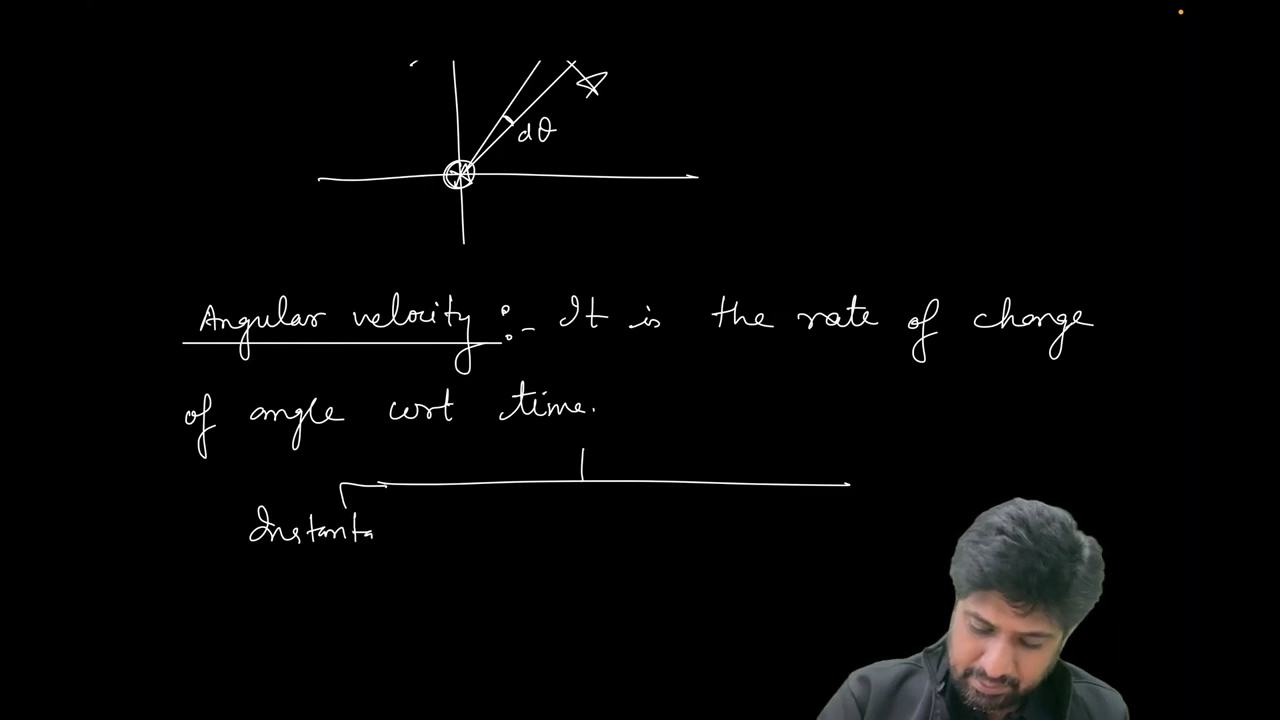 dθ
Angular velocity :- It is the rate of change
of angle wrt time.
Instanta